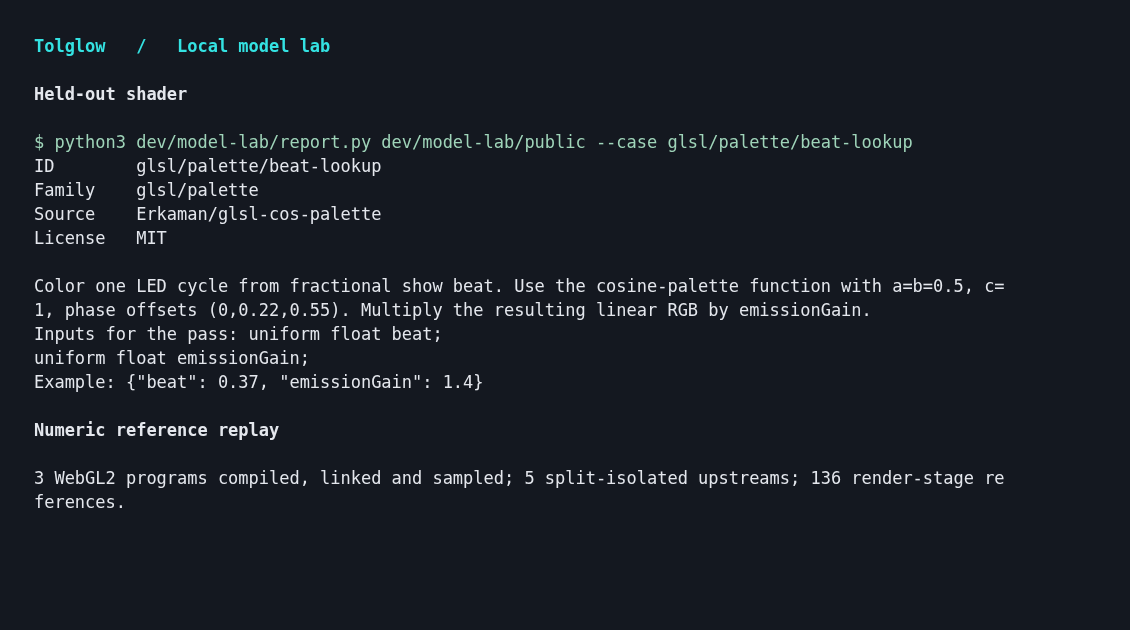 Tolglow / Local model lab
Held-out shader
$ python3 dev/model-lab/report.py dev/model-lab/public --case glsl/palette/beat-lookup
ID glsl/palette/beat-lookup
Family glsl/palette
Source Erkaman/glsl-cos-palette
License MIT
Color one LED cycle from fractional show beat. Use the cosine-palette function with a=b=0.5, c=
1, phase offsets (0,0.22,0.55). Multiply the resulting linear RGB by emissionGain.
Inputs for the pass: uniform float beat;
uniform float emissionGain;
Example: {"beat": 0.37, "emissionGain": 1.4}
Numeric reference replay
3 WebGL2 programs compiled, linked and sampled; 5 split-isolated upstreams; 136 render-stage re
ferences.